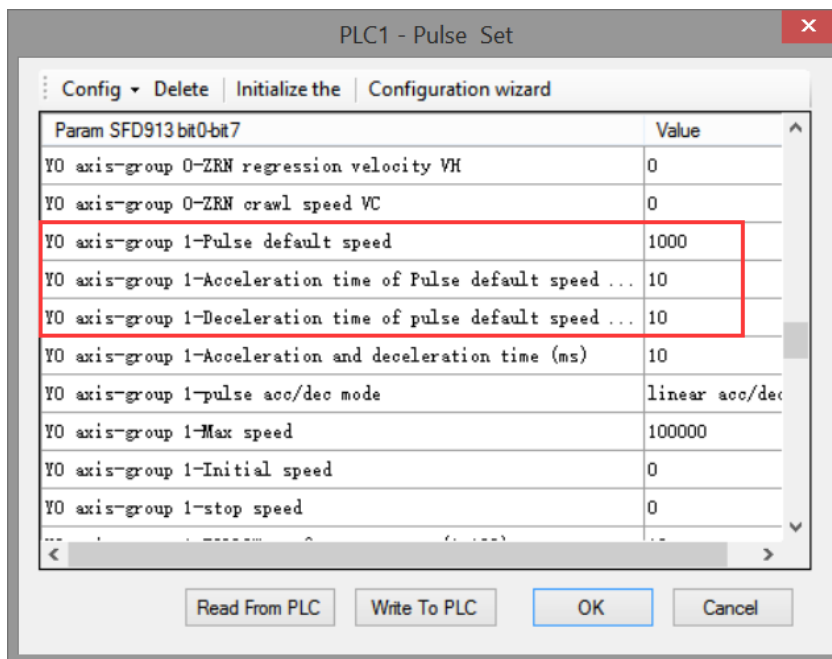 PLC1 - Pulse Set
Config Delete Initialize the Configuration wizard
Param SFD913 bit0-bit7 Value
Y0 axis-group 0-ZRN regression velocity VH 0
Y0 axis-group 0-ZRN crawl speed VC 0
Y0 axis-group 1-Pulse default speed 1000
Y0 axis-group 1-Acceleration time of Pulse default speed ... 10
Y0 axis-group 1-Deceleration time of pulse default speed ... 10
Y0 axis-group 1-Acceleration and deceleration time (ms) 10
Y0 axis-group 1-pulse acc/dec mode linear acc/dec
Y0 axis-group 1-Max speed 100000
Y0 axis-group 1-Initial speed 0
Y0 axis-group 1-stop speed 0
Read From PLC Write To PLC OK Cancel